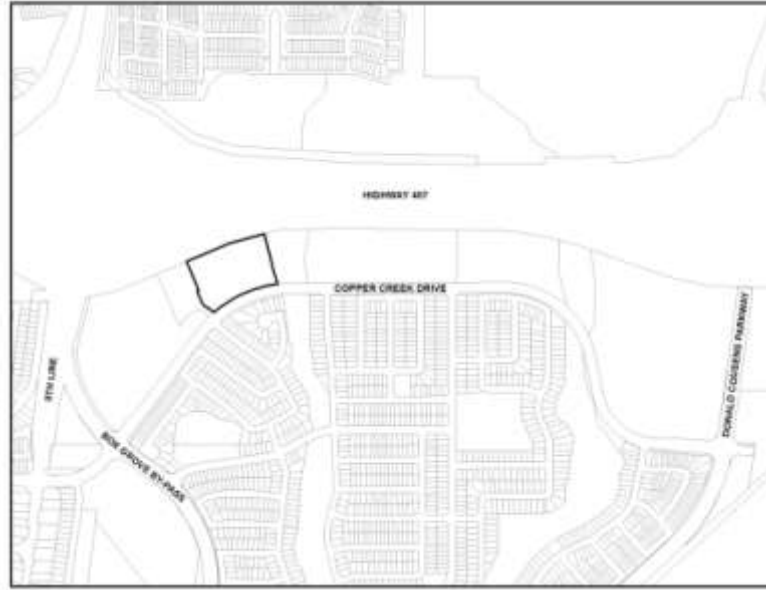 HIGHWAY 407
COPPER CREEK DRIVE
9TH LINE
BOX GROVE BY-PASS
DONALD COUSENS PARKWAY